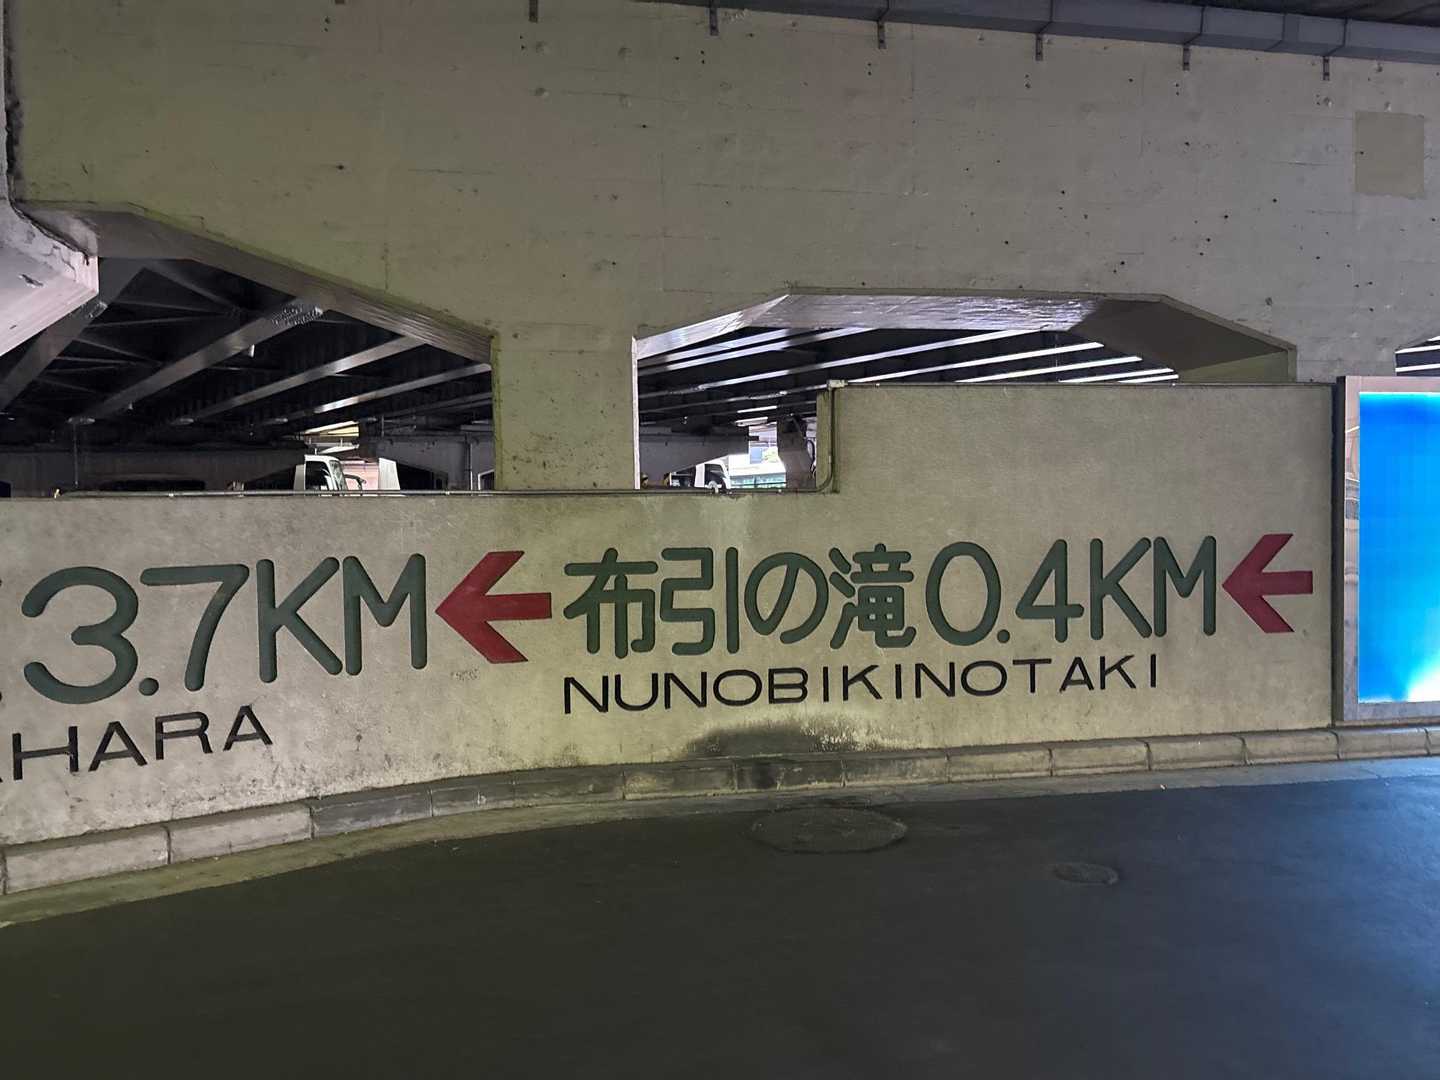 3.7KM ← 布引の滝 0.4KM ←
HARA NUNOBIKINOTAKI